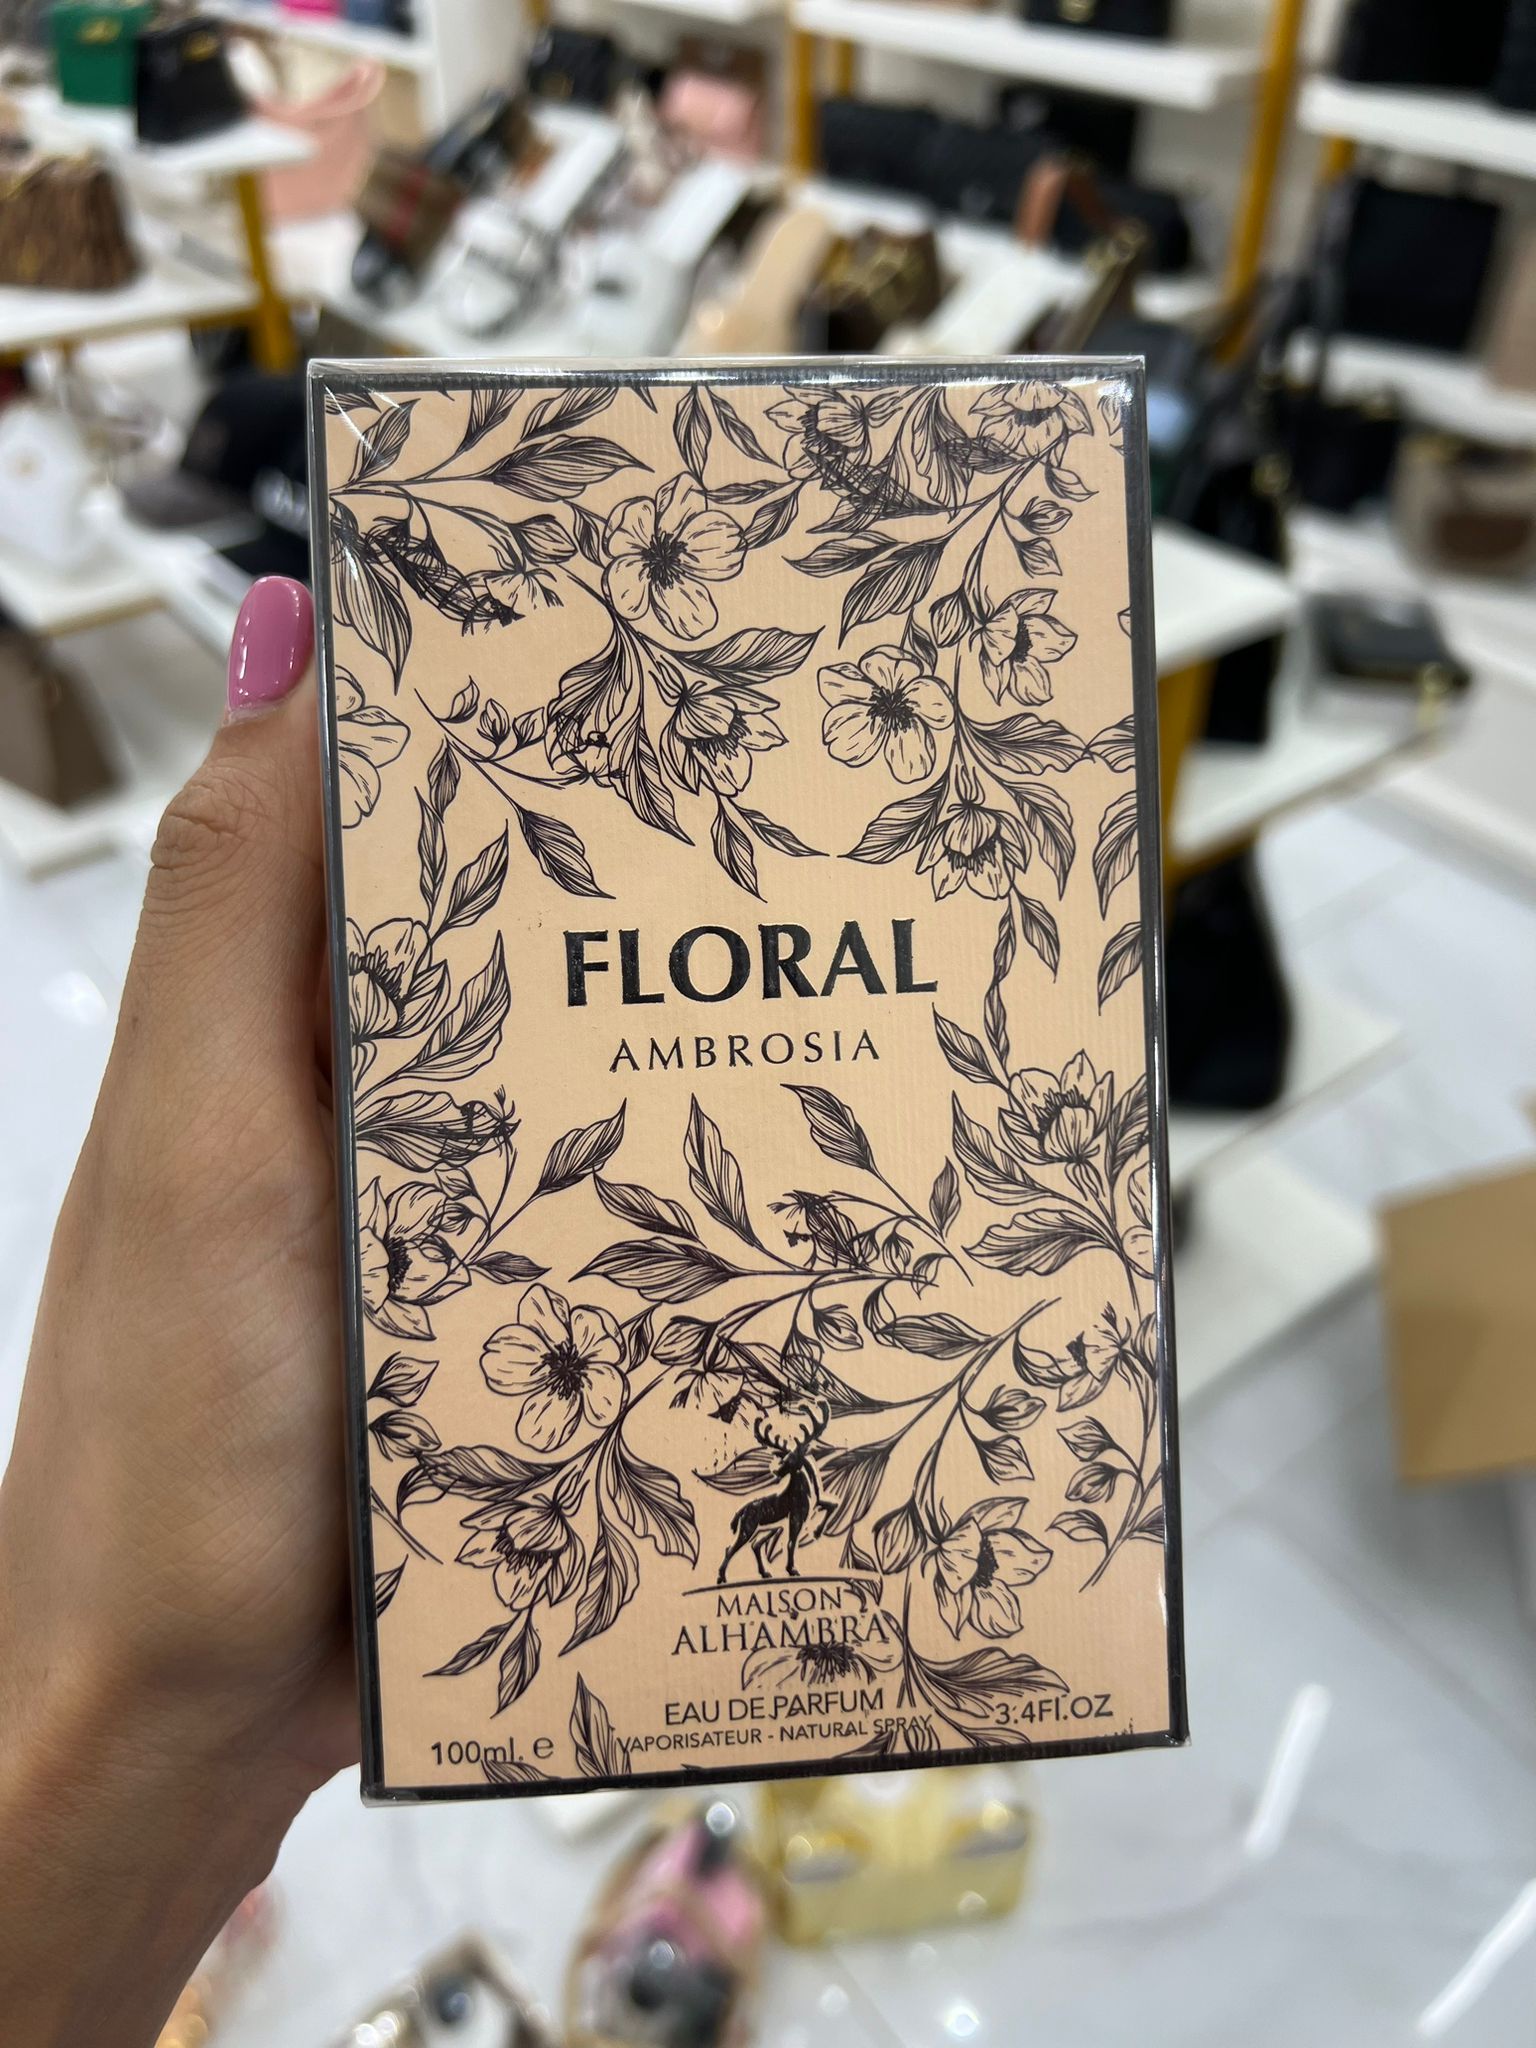 FLORAL
AMBROSIA
MAISON
ALHAMBRA
EAU DE PARFUM
VAPORISATEUR - NATURAL SPRAY
100ml. e
3.4Fl.OZ